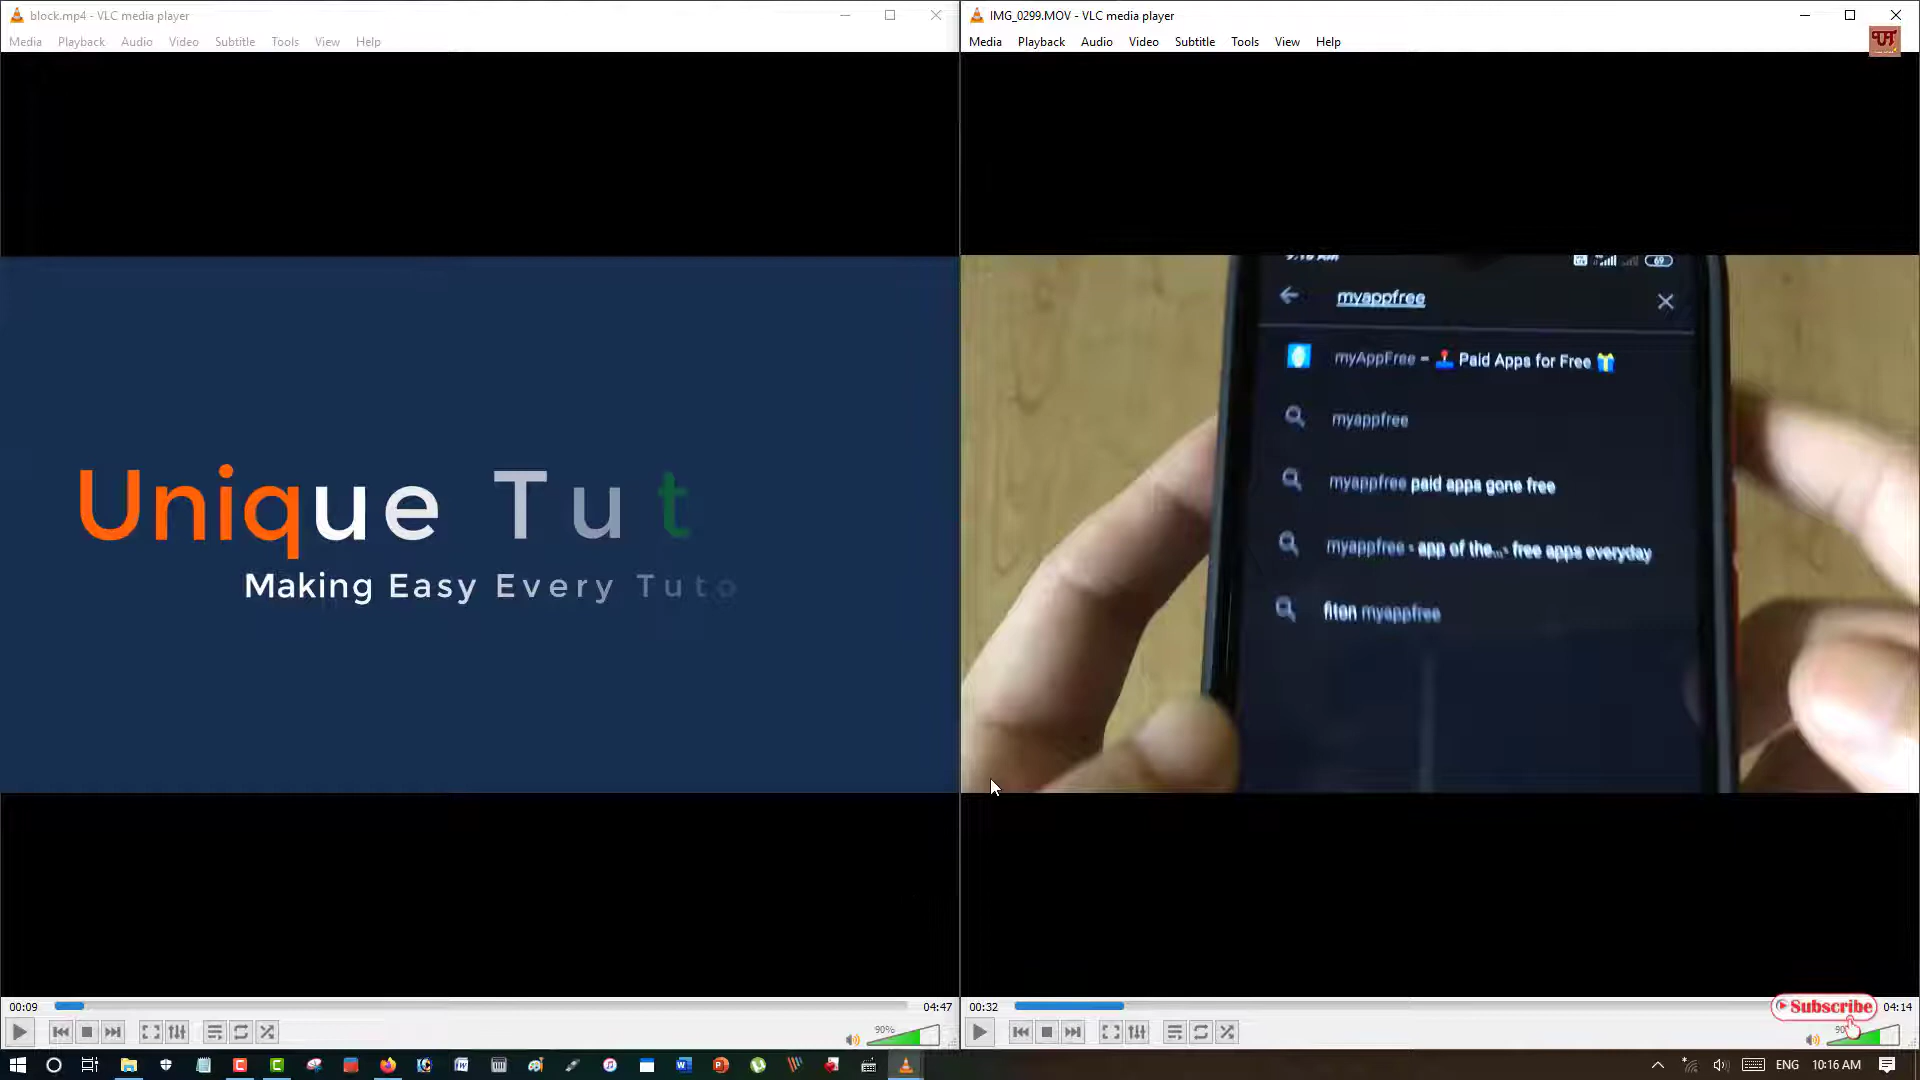 block.mp4 - VLC media player
Media Playback Audio Video Subtitle Tools View Help
Unique Tut
Making Easy Every Tuto
00:09
04:47
90%
IMG_0299.MOV - VLC media player
Media Playback Audio Video Subtitle Tools View Help
UT
myappfree
69
myAppFree - Paid Apps for Free
myappfree
myappfree paid apps gone free
myappfree - app of the... - free apps everyday
fiton myappfree
00:32
Subscribe
04:14
ENG
10:16 AM